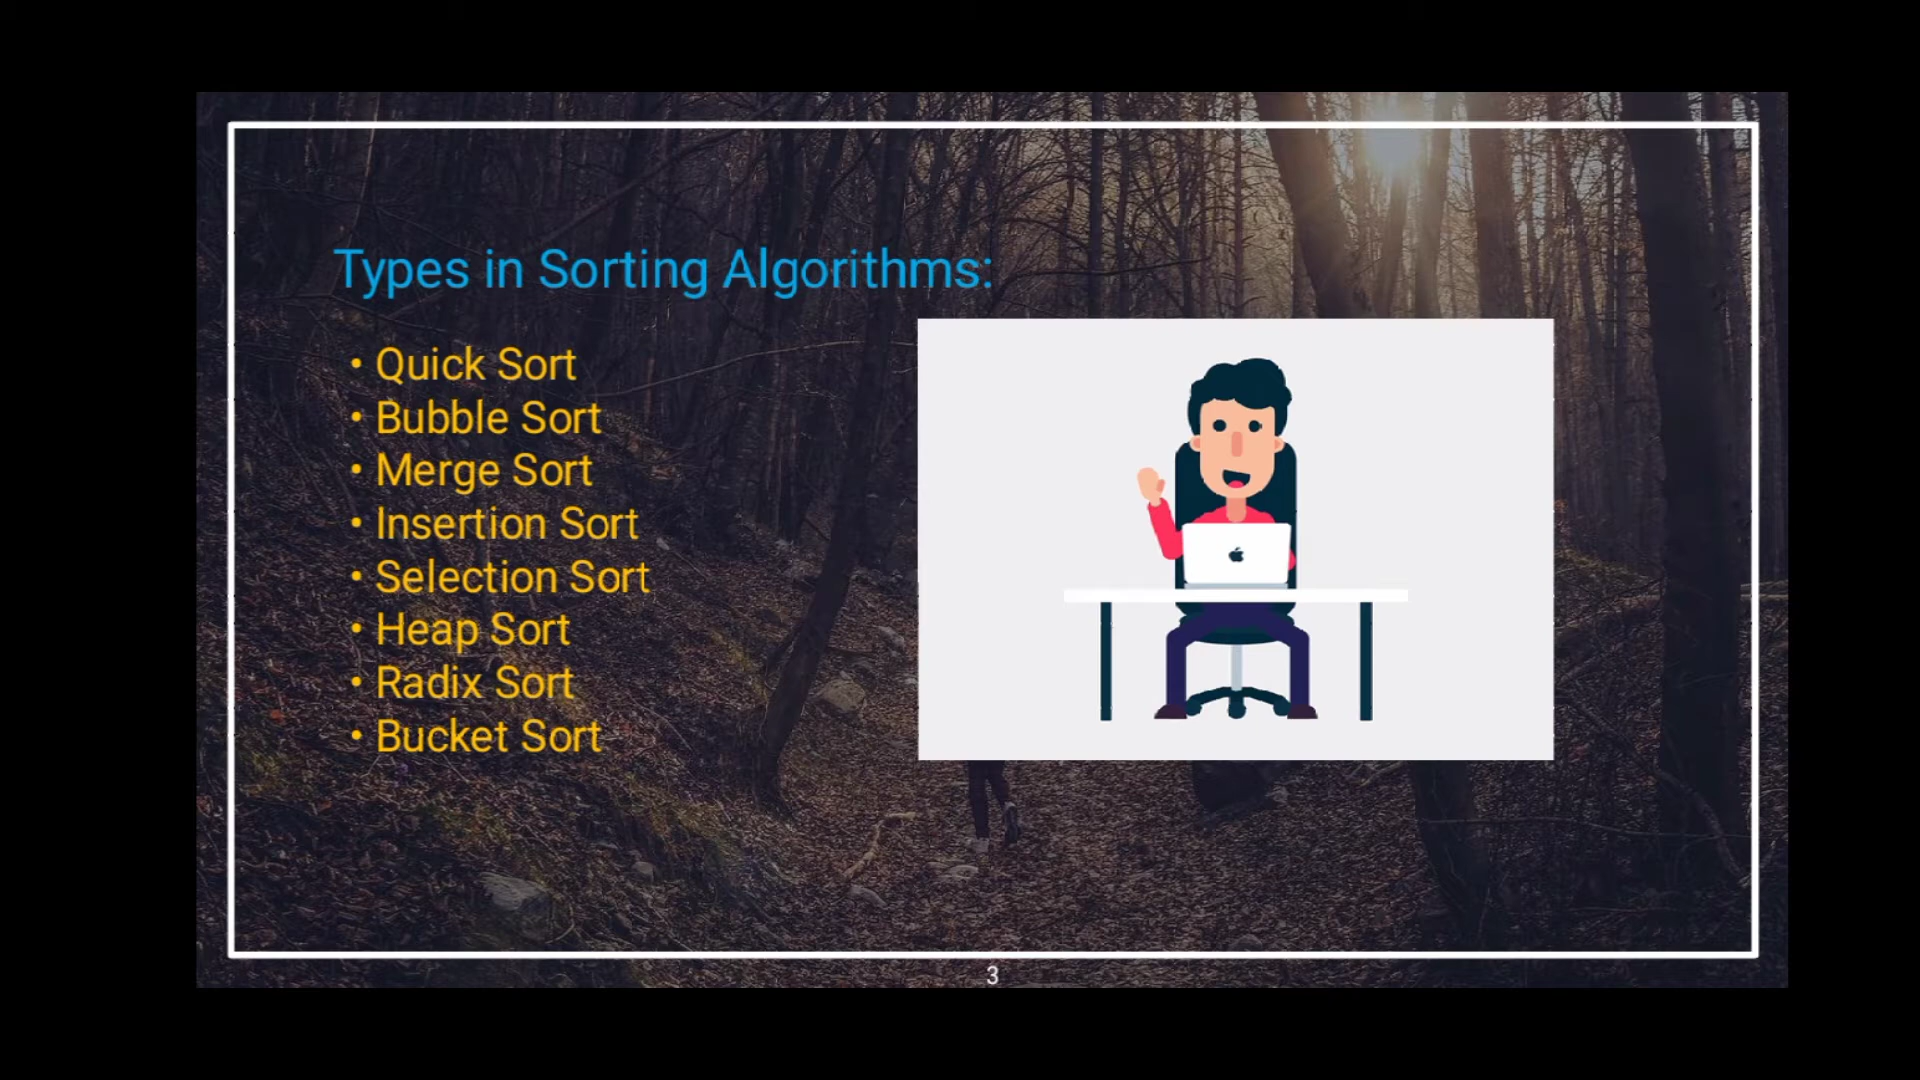 Types in Sorting Algorithms:
• Quick Sort
• Bubble Sort
• Merge Sort
• Insertion Sort
• Selection Sort
• Heap Sort
• Radix Sort
• Bucket Sort
3